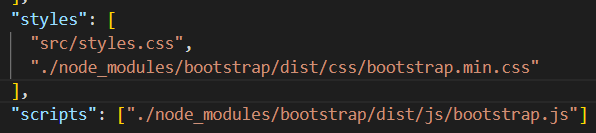 ],
"styles": [
"src/styles.css",
"./node_modules/bootstrap/dist/css/bootstrap.min.css"
],
"scripts": ["./node_modules/bootstrap/dist/js/bootstrap.js"]